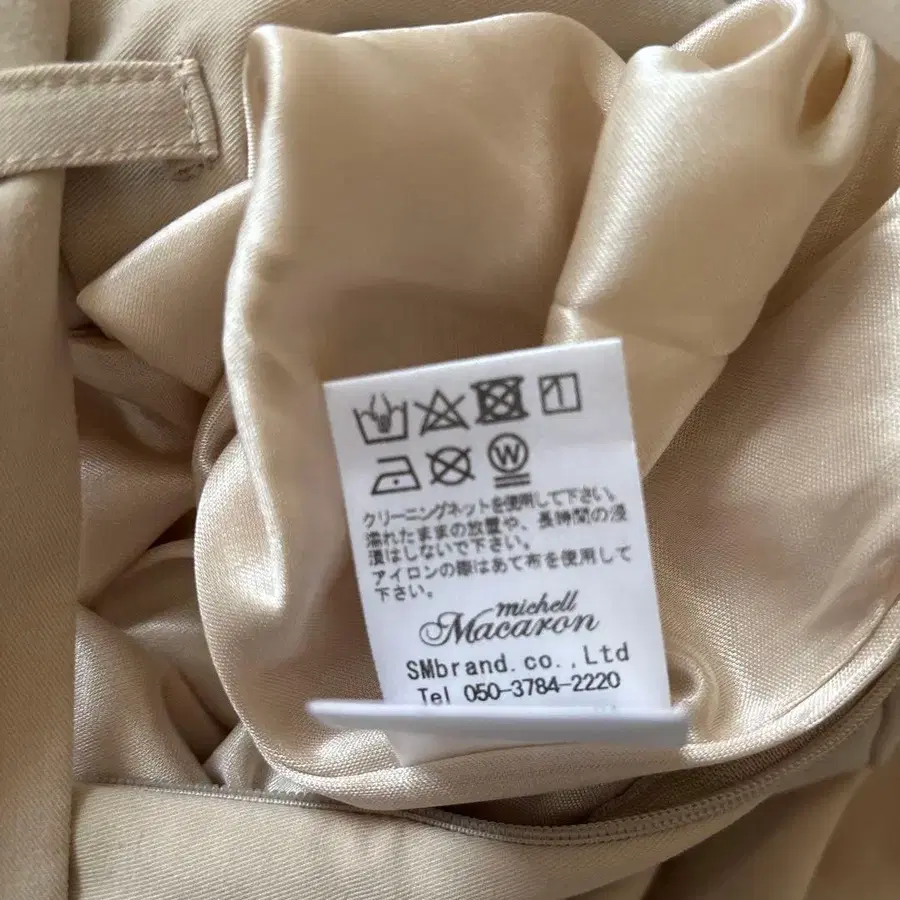 W
クリーニングネットを使用して下さい。
濡れたままの放置や、長時間の浸
漬はしないで下さい。
アイロンの際はあて布を使用して
下さい。
michell
Macaron
SMbrand.co.,Ltd
Tel 050-3784-2220